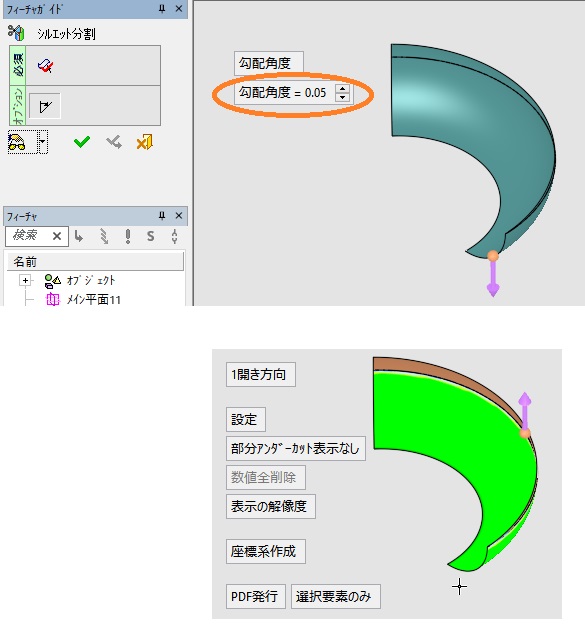 ﾌｨｰﾁｬｶﾞｲﾄﾞ
ｼﾙｴｯﾄ分割
必須
ｵﾌﾟｼｮﾝ
ﾌｨｰﾁｬ
検索
名前
ｵﾌﾞｼﾞｪｸﾄ
ﾒｲﾝ平面11
勾配角度
勾配角度 = 0.05
1開き方向
設定
部分ｱﾝﾀﾞｰｶｯﾄ表示なし
数値全削除
表示の解像度
座標系作成
PDF発行
選択要素のみ